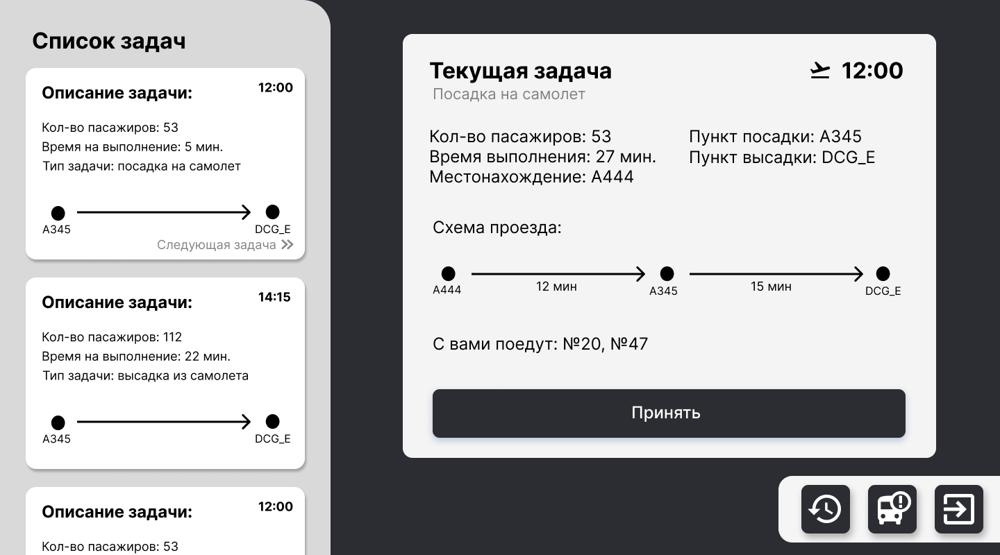 Список задач
Описание задачи:
12:00
Кол-во пасажиров: 53
Время на выполнение: 5 мин.
Тип задачи: посадка на самолет
A345
DCG_E
Следующая задача
Описание задачи:
14:15
Кол-во пасажиров: 112
Время на выполнение: 22 мин.
Тип задачи: высадка из самолета
A345
DCG_E
Описание задачи:
12:00
Кол-во пасажиров: 53
Текущая задача
12:00
Посадка на самолет
Кол-во пасажиров: 53
Время выполнения: 27 мин.
Местонахождение: A444
Пункт посадки: A345
Пункт высадки: DCG_E
Схема проезда:
A444
12 мин
A345
15 мин
DCG_E
С вами поедут: №20, №47
Принять